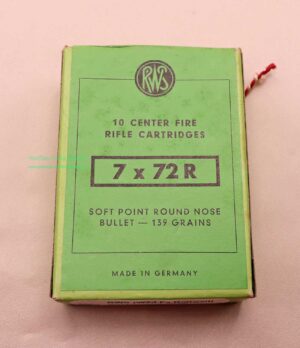 RWS
10 CENTER FIRE
RIFLE CARTRIDGES
7 x 72 R
SOFT POINT ROUND NOSE
BULLET — 139 GRAINS
MADE IN GERMANY